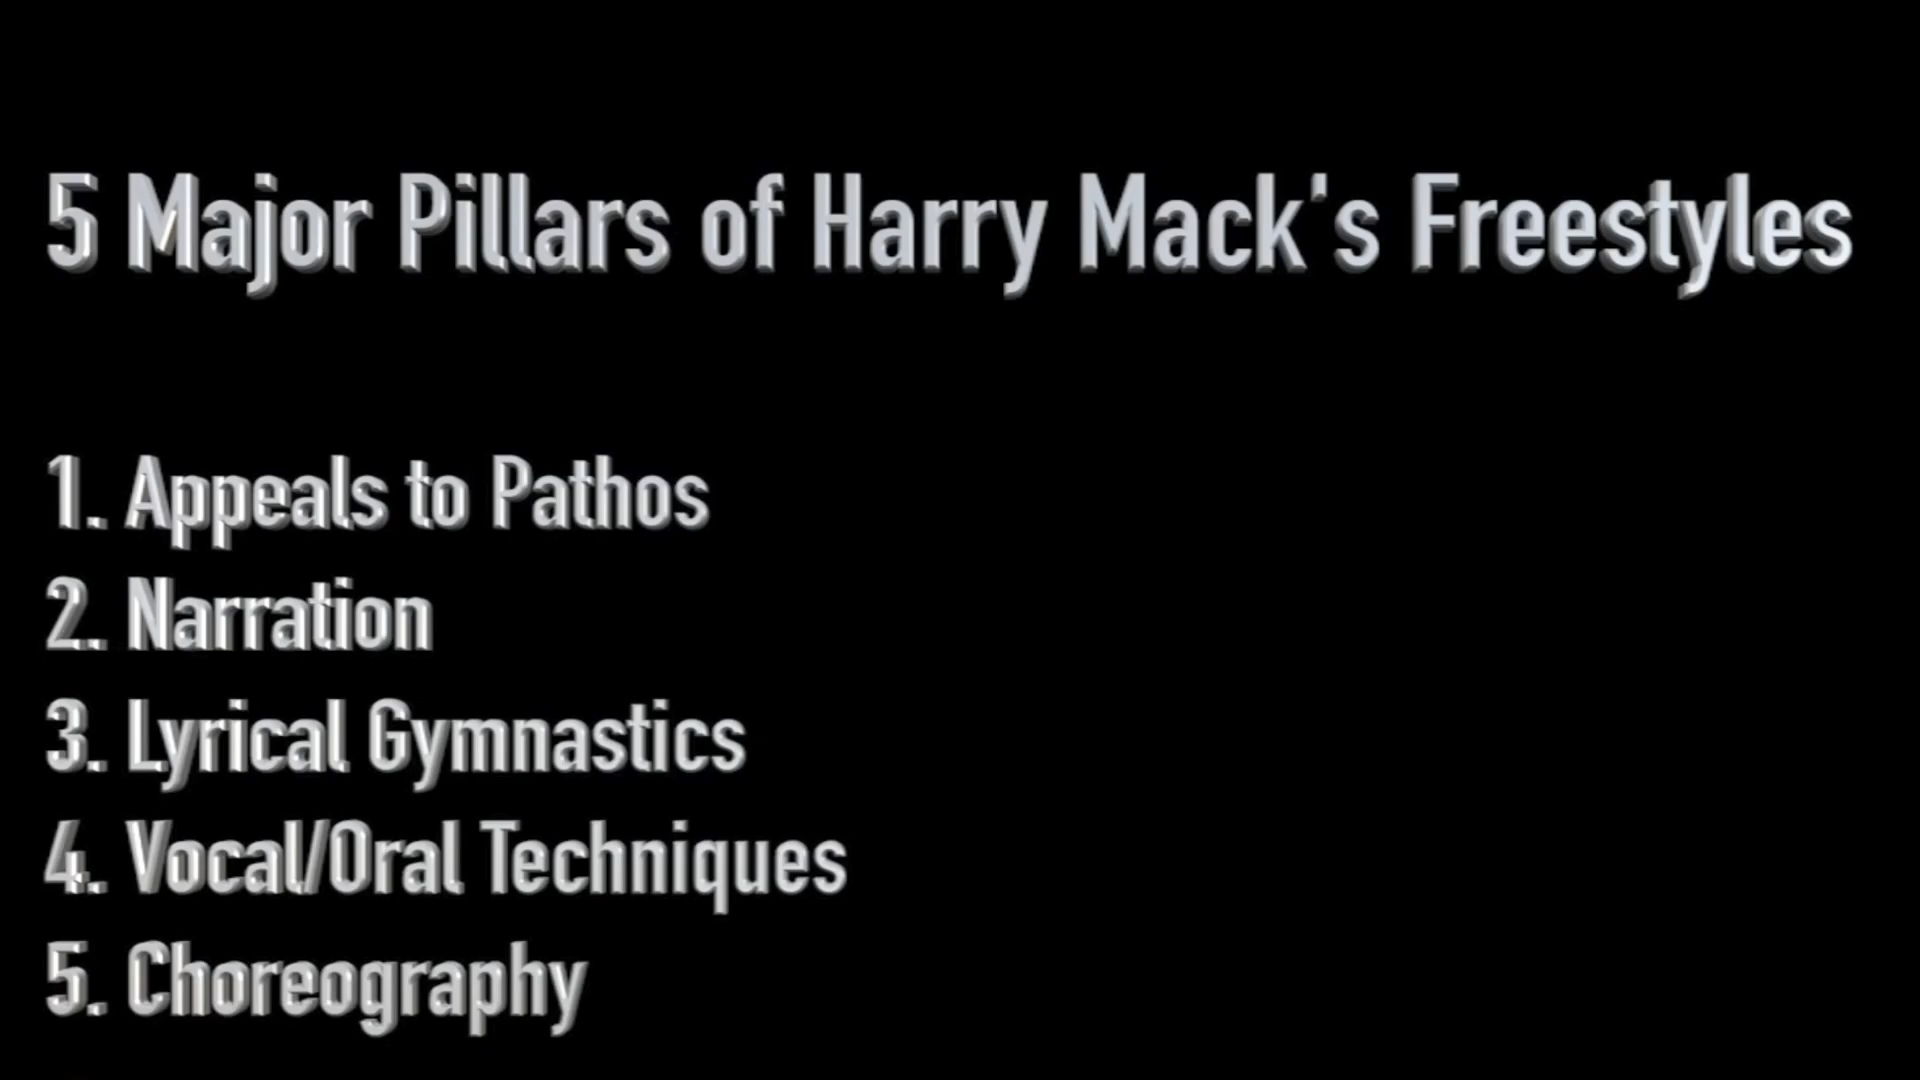 5 Major Pillars of Harry Mack's Freestyles
1. Appeals to Pathos
2. Narration
3. Lyrical Gymnastics
4. Vocal/Oral Techniques
5. Choreography